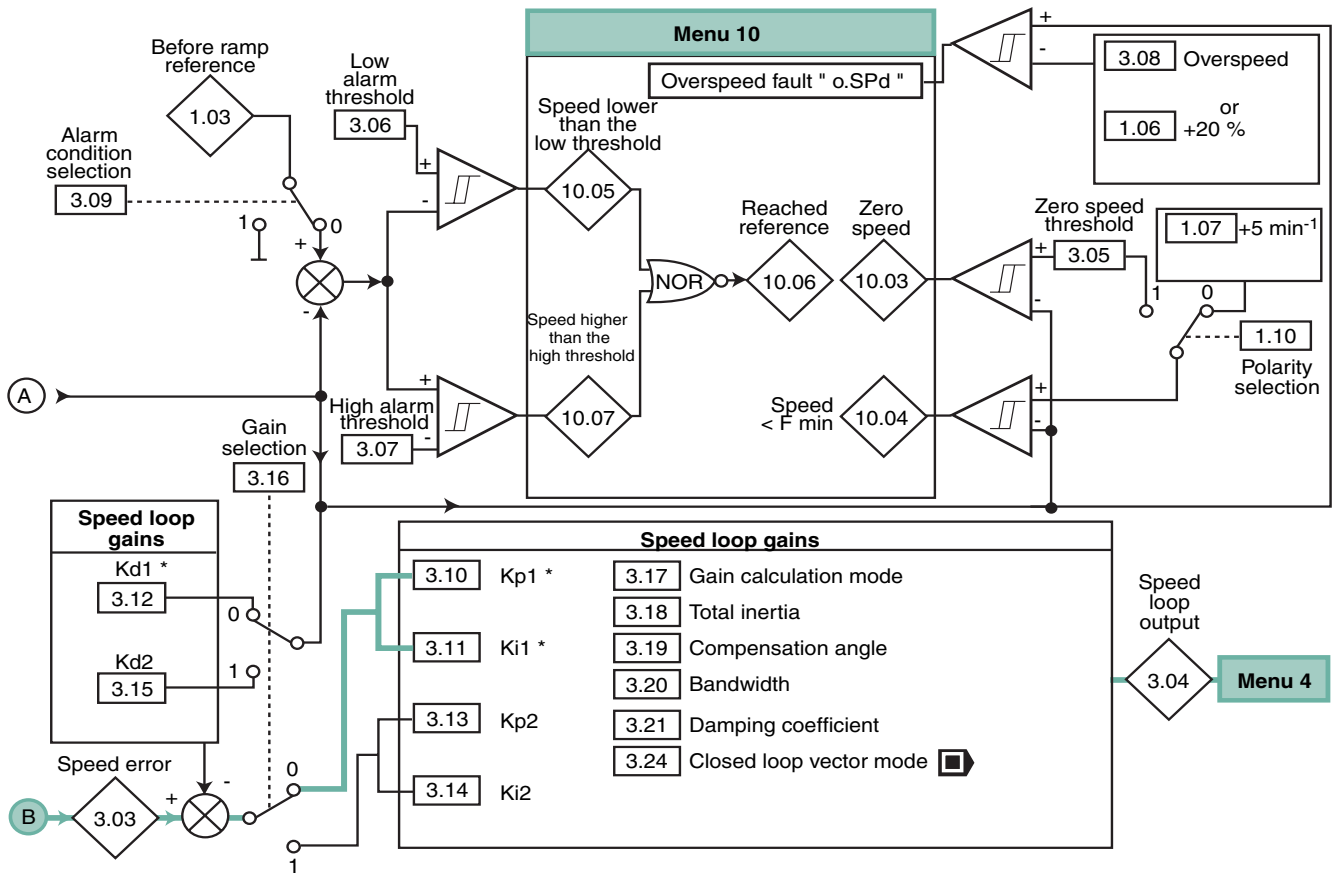 Menu 10
Before ramp
reference
1.03
Low
alarm
threshold
3.06
Overspeed fault " o.SPd "
+
-
3.08
Overspeed
or
1.06
+20 %
Alarm
condition
selection
3.09
1
0
+
-
+
-
Speed lower
than the
low threshold
10.05
NOR
Reached
reference
10.06
Zero
speed
10.03
+
-
Zero speed
threshold
3.05
1
0
1.07
+5 min-1
1.10
Polarity
selection
Speed higher
than the
high threshold
10.07
Speed
< F min
10.04
+
-
A
+
-
High alarm
threshold
3.07
Gain
selection
3.16
Speed loop
gains
Kd1 *
3.12
0
Kd2
3.15
1
Speed error
B
3.03
+
-
0
1
Speed loop gains
3.10
Kp1 *
3.11
Ki1 *
3.13
Kp2
3.14
Ki2
3.17
Gain calculation mode
3.18
Total inertia
3.19
Compensation angle
3.20
Bandwidth
3.21
Damping coefficient
3.24
Closed loop vector mode
Speed
loop
output
3.04
Menu 4